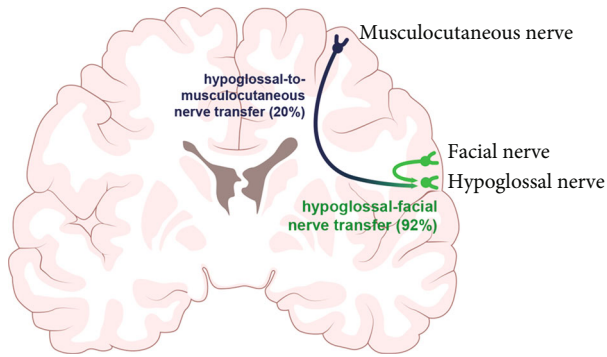 Musculocutaneous nerve
hypoglossal-to-
musculocutaneous
nerve transfer (20%)
Facial nerve
Hypoglossal nerve
hypoglossal-facial
nerve transfer (92%)